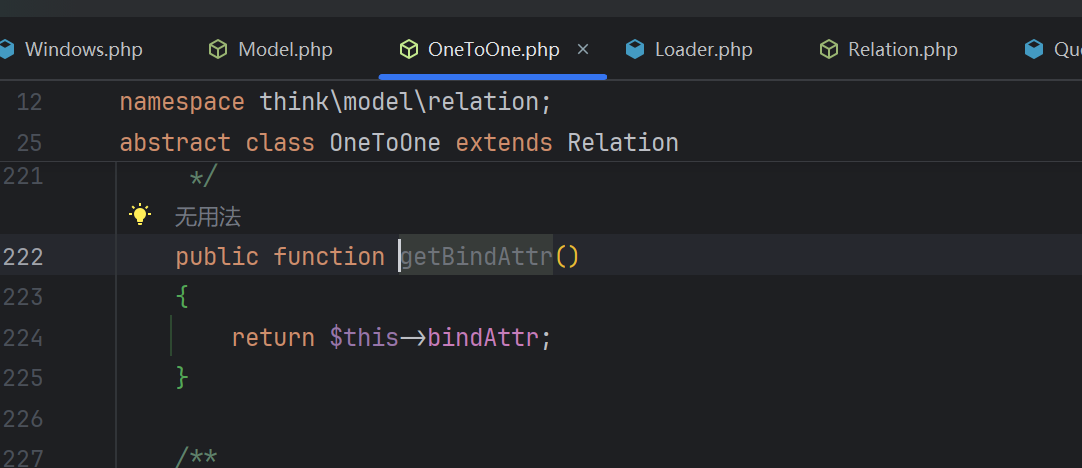 Windows.php Model.php OneToOne.php × Loader.php Relation.php Qu
12 namespace think\model\relation;
25 abstract class OneToOne extends Relation
221 */
无用法
222 public function getBindAttr()
223 {
224 return $this->bindAttr;
225 }
226
227 /**